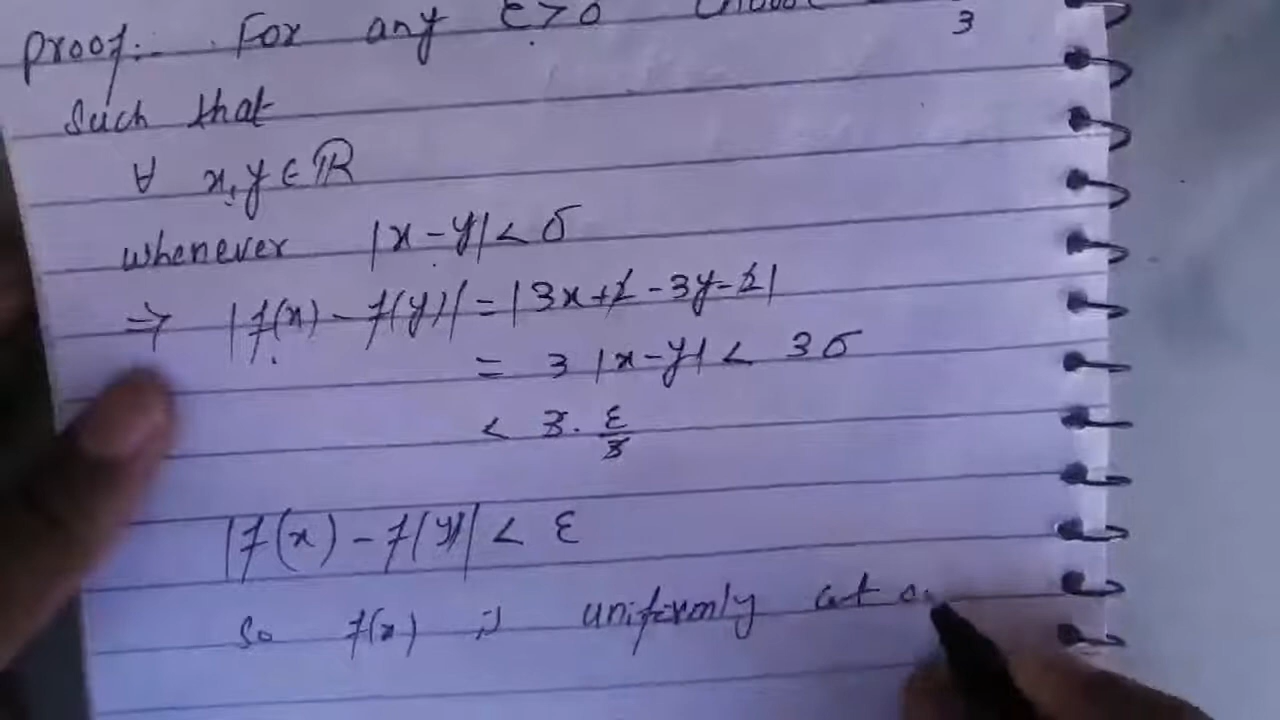 Proof:- For any ε>0
3
Such that
∀ x,y ∈ ℝ
whenever |x-y| < δ
⇒ |f(x) - f(y)| = |3x+2 - 3y-2|
= 3 |x-y| < 3δ
< 3. ε/3
|f(x) - f(y)| < ε
So f(x) is uniformly at